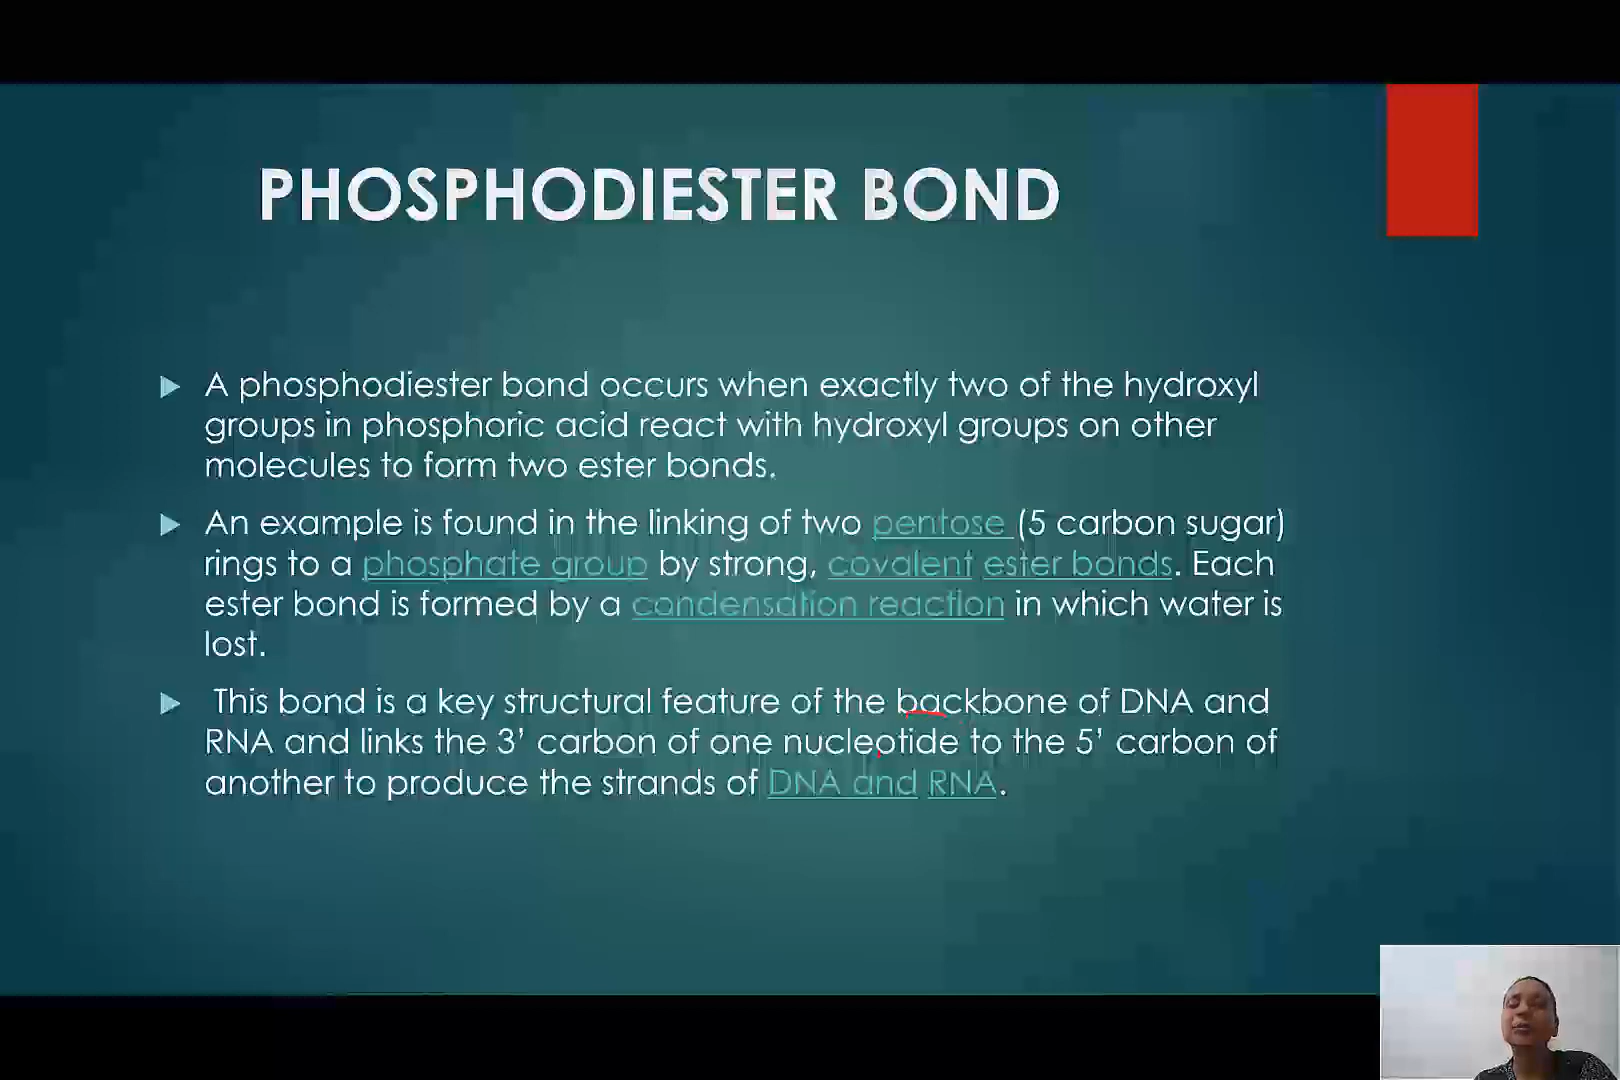 PHOSPHODIESTER BOND
A phosphodiester bond occurs when exactly two of the hydroxyl
groups in phosphoric acid react with hydroxyl groups on other
molecules to form two ester bonds.
An example is found in the linking of two pentose (5 carbon sugar)
rings to a phosphate group by strong, covalent ester bonds. Each
ester bond is formed by a condensation reaction in which water is
lost.
This bond is a key structural feature of the backbone of DNA and
RNA and links the 3’ carbon of one nucleotide to the 5’ carbon of
another to produce the strands of DNA and RNA.